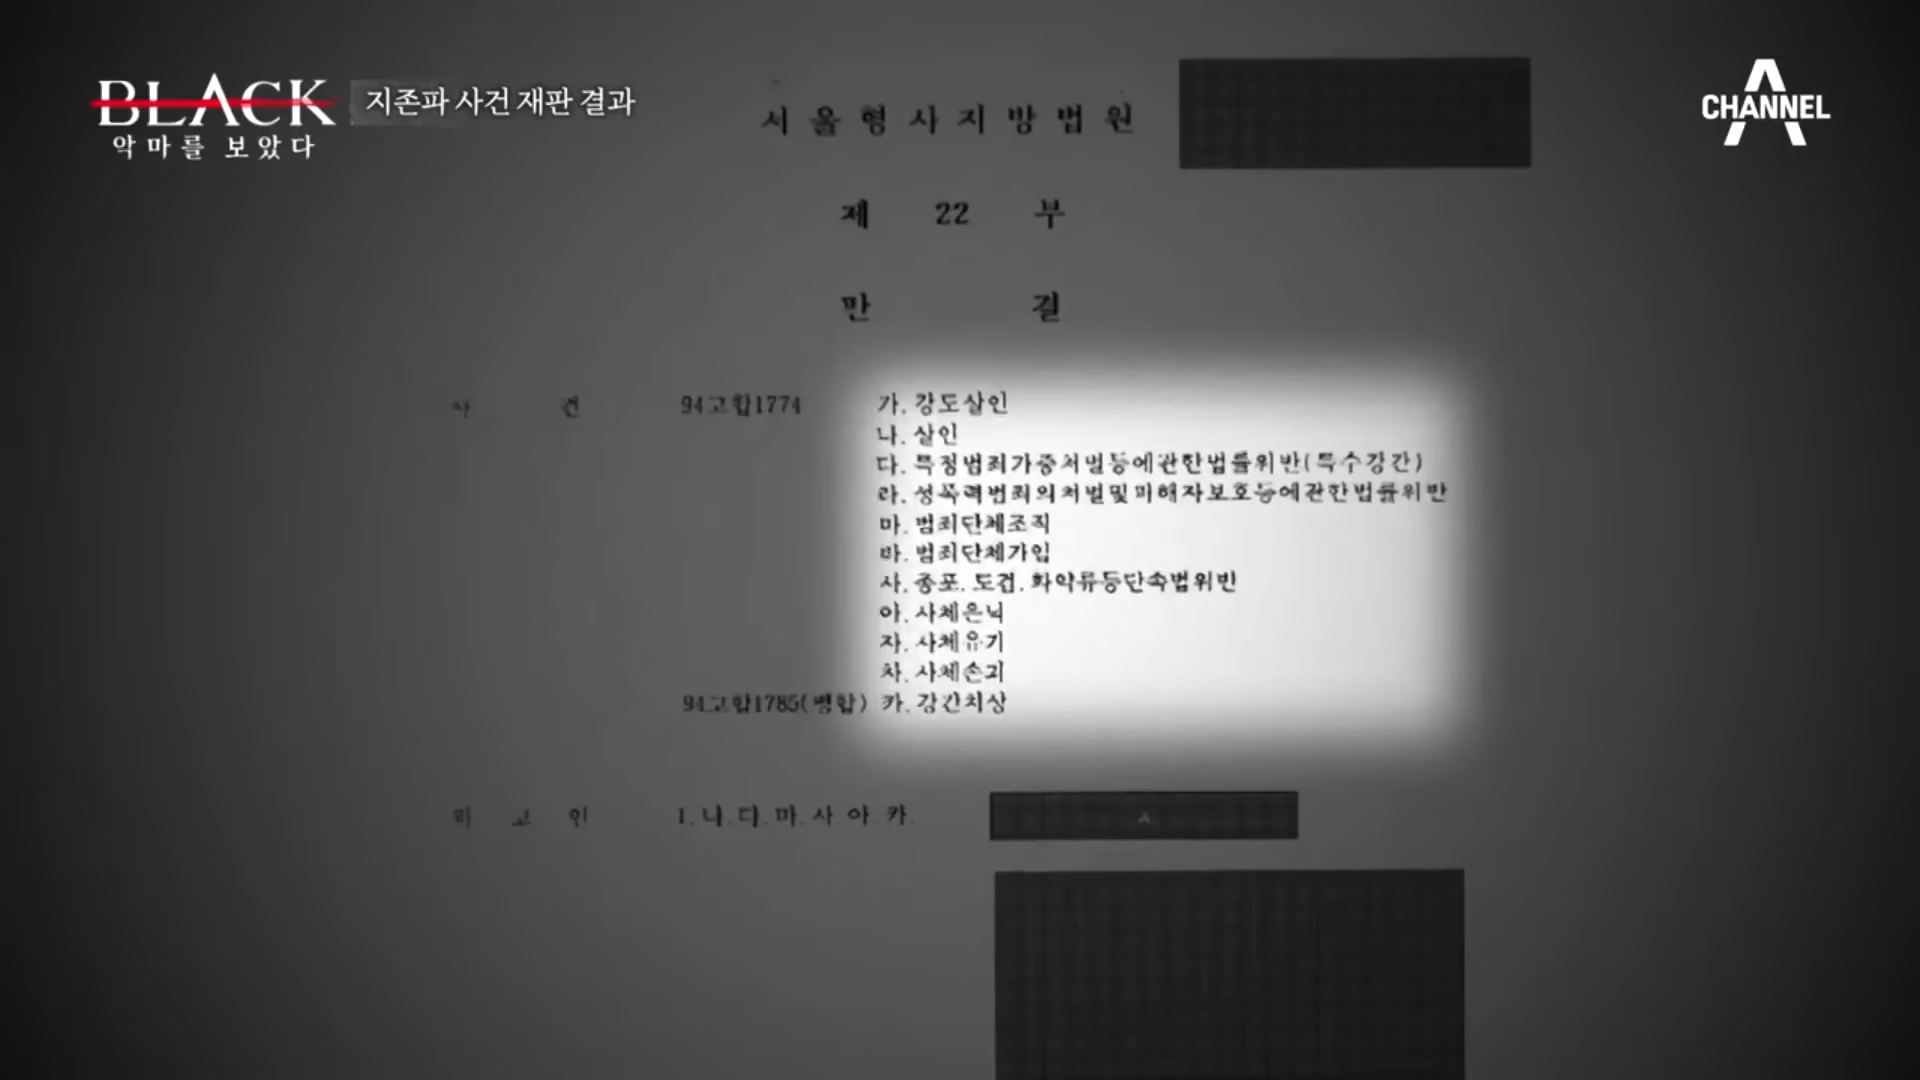 BLACK
악마를 보았다
지존파 사건 재판 결과
CHANNEL A
서울형사지방법원
제 22 부
판 결
사 건 94고합1774 가. 강도살인
나. 살인
다. 특정범죄가중처벌등에관한법률위반(특수강간)
라. 성폭력범죄의처벌및피해자보호등에관한법률위반
마. 범죄단체조직
바. 범죄단체가입
사. 총포. 도검. 화약류등단속법위반
아. 사체은닉
자. 사체유기
차. 사체손괴
94고합1785(병합) 카. 강간치상
피 고 인 1. 나. 다. 마. 사 아. 카. A